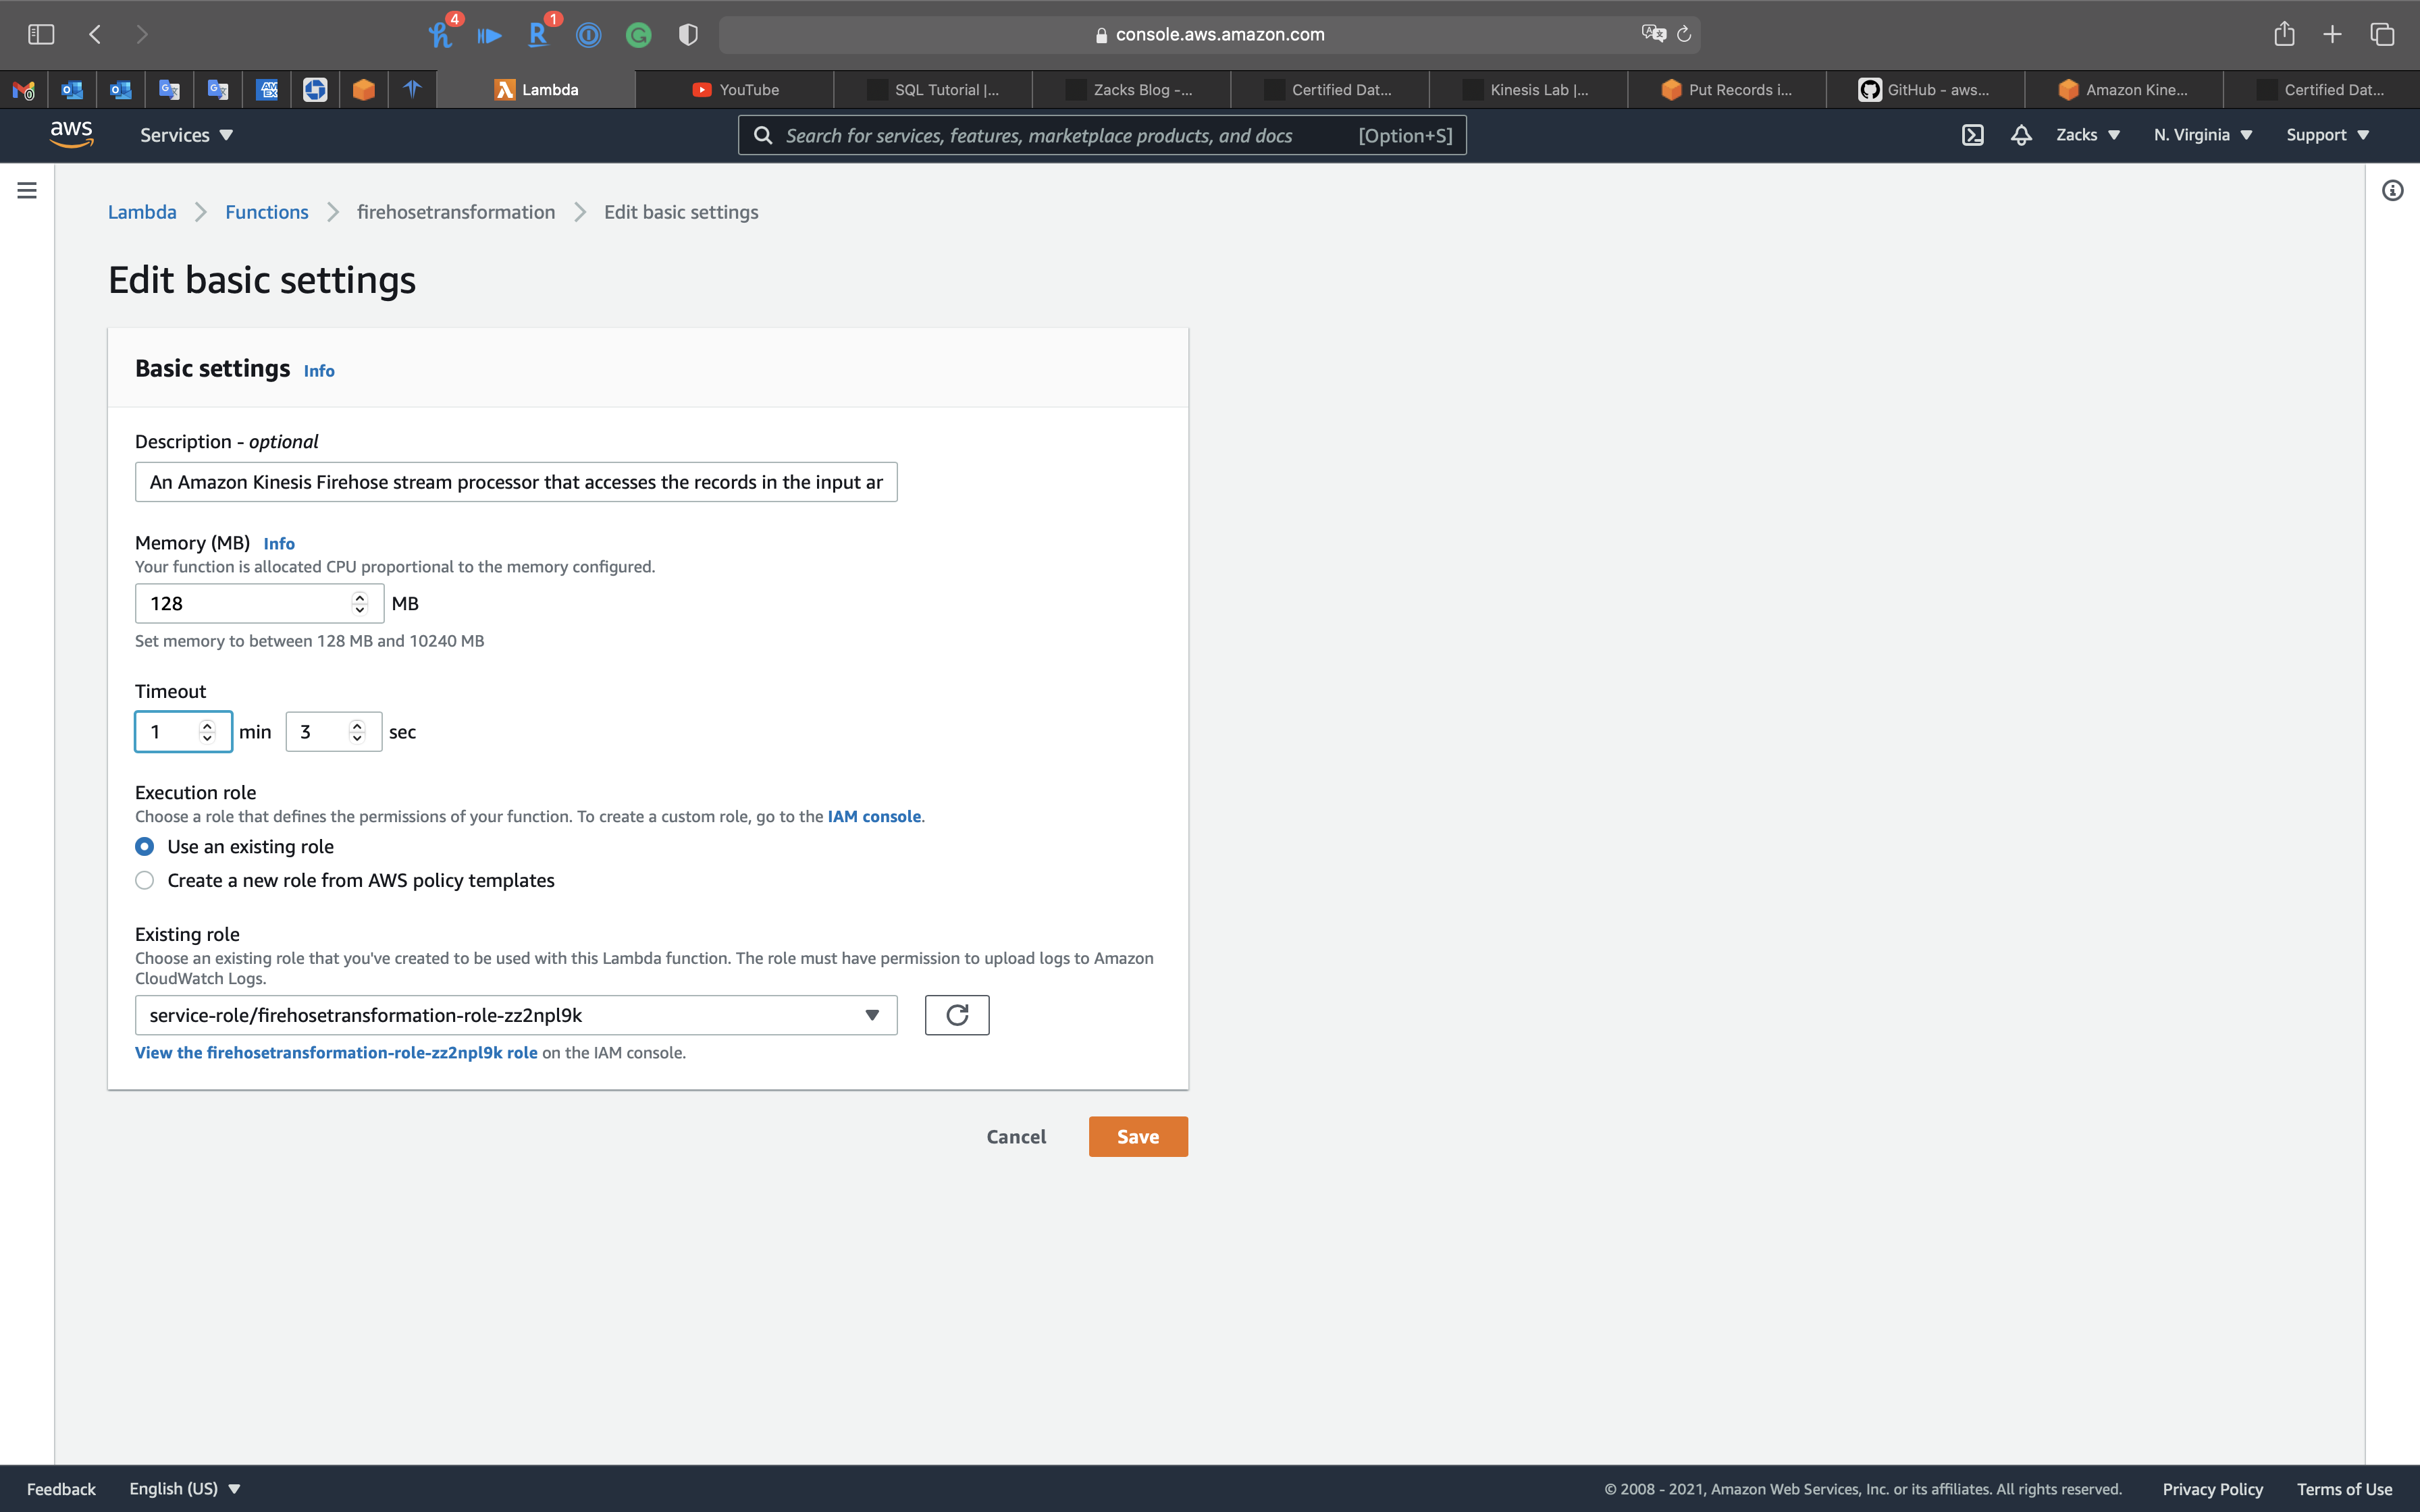 4
R 1
console.aws.amazon.com
Lambda
YouTube
SQL Tutorial |...
Zacks Blog -...
Certified Dat...
Kinesis Lab |...
Put Records i...
GitHub - aws...
Amazon Kine...
Certified Dat...
aws
Services
Search for services, features, marketplace products, and docs
[Option+S]
Zacks
N. Virginia
Support
Lambda
Functions
firehosetransformation
Edit basic settings
Edit basic settings
Basic settings Info
Description - optional
An Amazon Kinesis Firehose stream processor that accesses the records in the input ar
Memory (MB) Info
Your function is allocated CPU proportional to the memory configured.
128 MB
Set memory to between 128 MB and 10240 MB
Timeout
1 min 3 sec
Execution role
Choose a role that defines the permissions of your function. To create a custom role, go to the IAM console.
Use an existing role
Create a new role from AWS policy templates
Existing role
Choose an existing role that you've created to be used with this Lambda function. The role must have permission to upload logs to Amazon
CloudWatch Logs.
service-role/firehosetransformation-role-zz2npl9k
View the firehosetransformation-role-zz2npl9k role on the IAM console.
Cancel
Save
Feedback
English (US)
© 2008 - 2021, Amazon Web Services, Inc. or its affiliates. All rights reserved.
Privacy Policy
Terms of Use